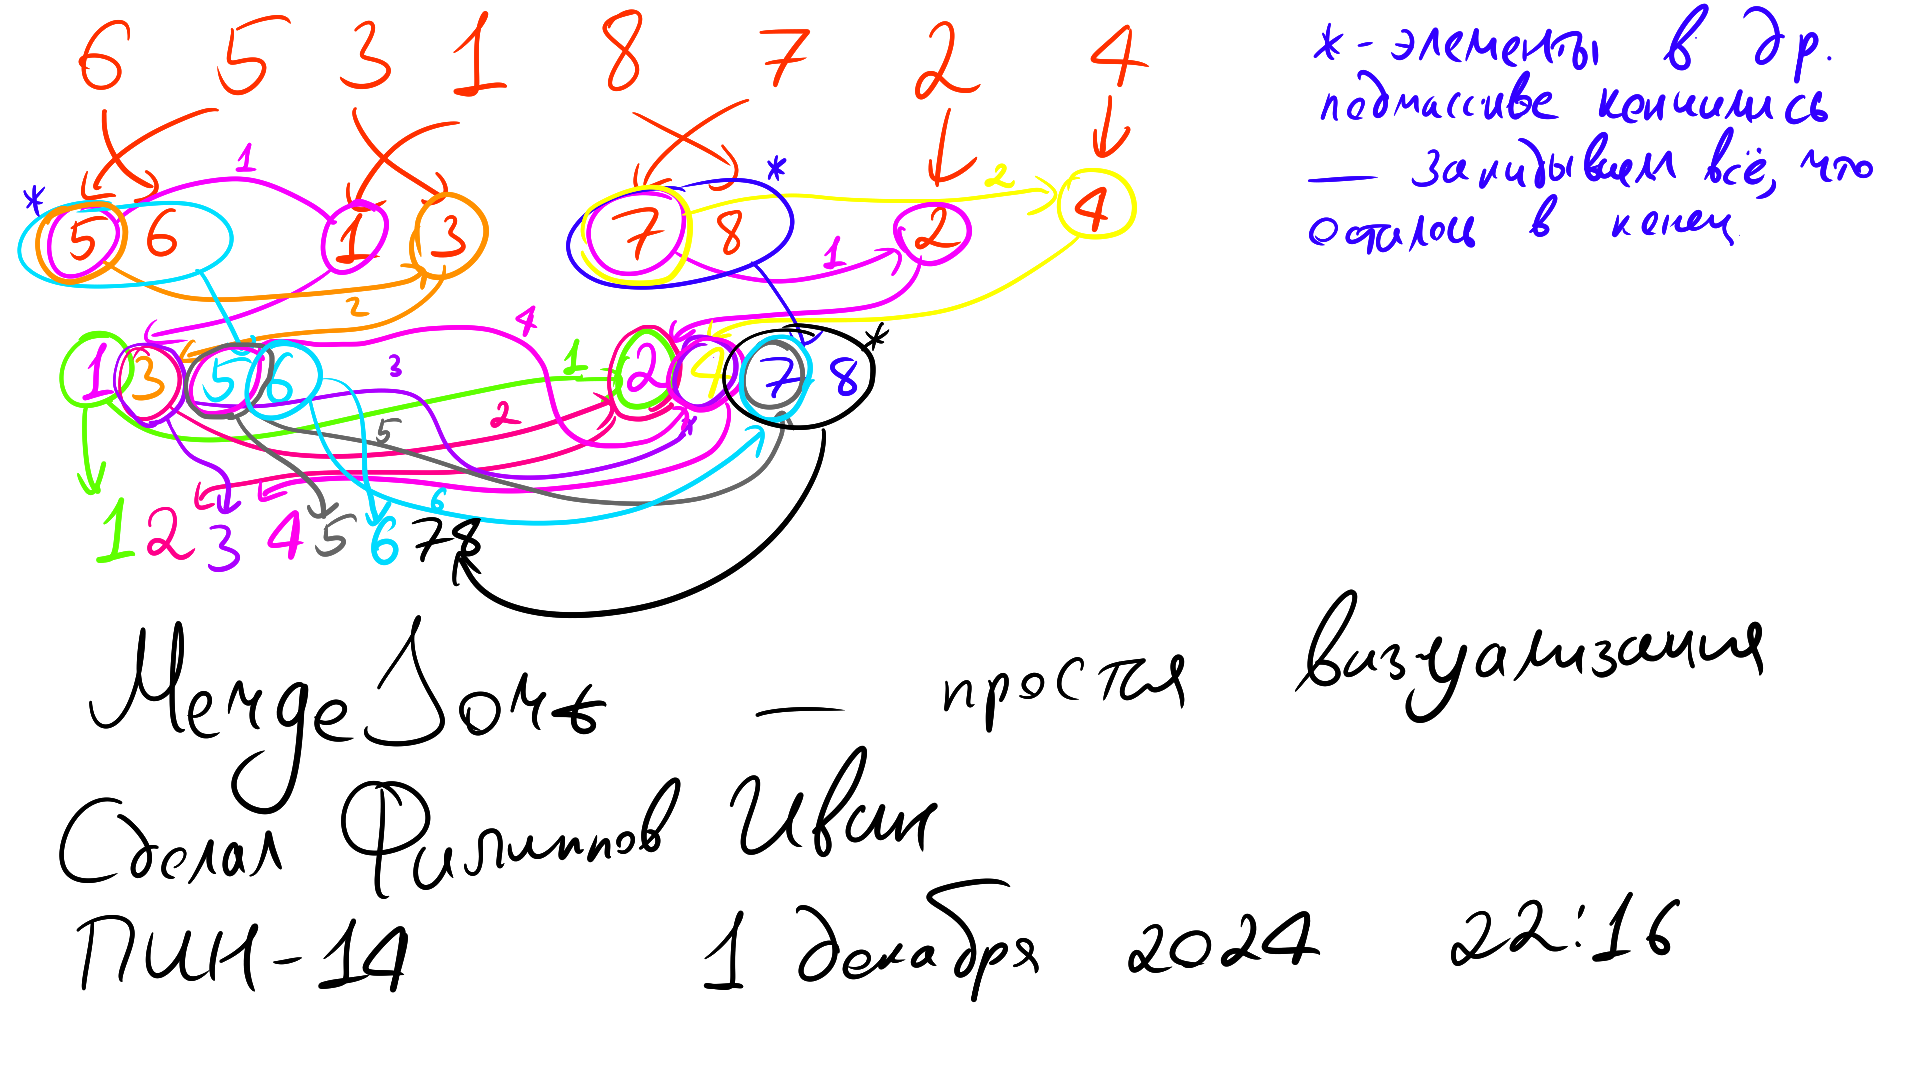 6 5 3 1 8 7 2 4
* - элементы в др.
подмассиве кончились
— закидываем всё, что
осталось в конец
1 * *
5 6 1 3 7 8 2 4
2 1 2
4 *
1 3 5 6 2 4 7 8
3 1 2 5 6
1 2 3 4 5 6 7 8
MergeSort — простая визуализация
Сделал Филиппов Иван
ПИН-14 1 декабря 2024 22:16